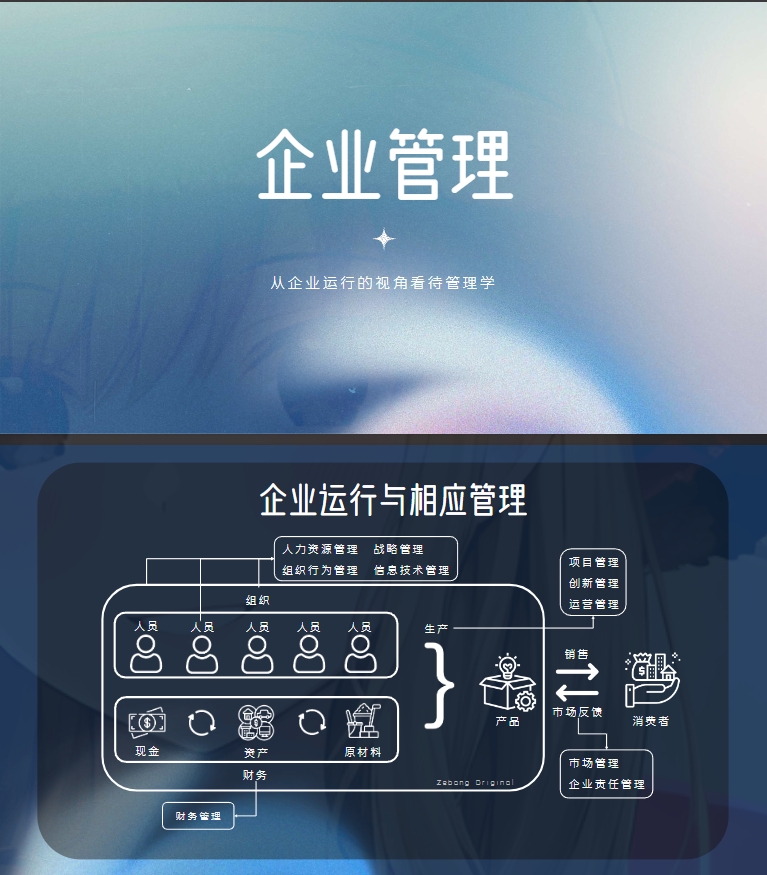 企业管理
从企业运行的视角看待管理学
企业运行与相应管理
人力资源管理 战略管理
组织行为管理 信息技术管理
项目管理
创新管理
运营管理
组织
人员 人员 人员 人员 人员
生产
销售
产品
市场反馈
消费者
现金 资产 原材料
财务
市场管理
企业责任管理
Zebong Original
财务管理